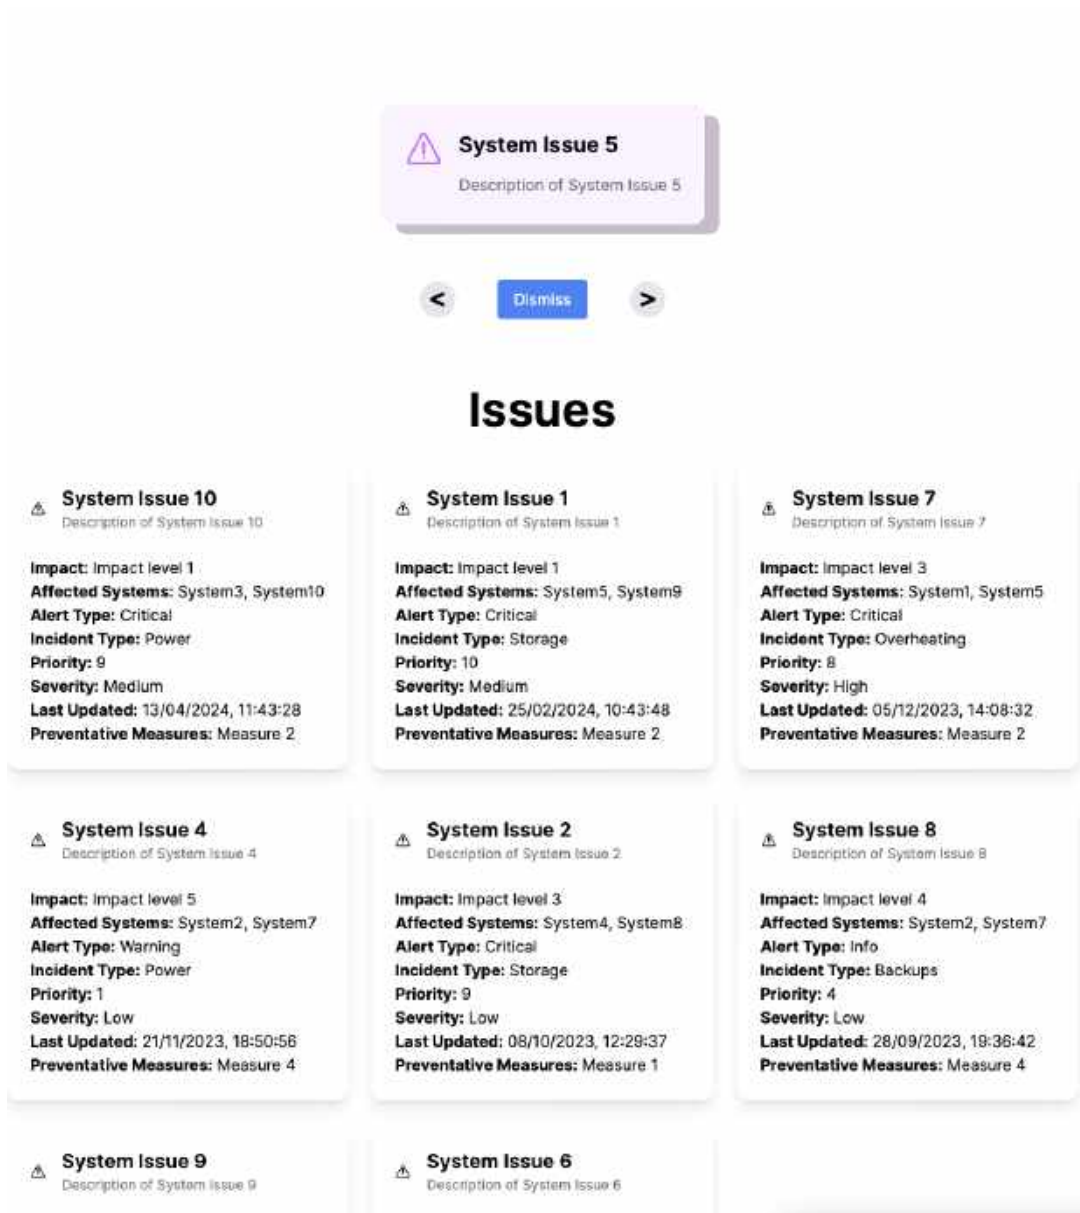 System Issue 5
Description of System Issue 5
< Dismiss >
Issues
System Issue 10
Description of System Issue 10
Impact: Impact level 1
Affected Systems: System3, System10
Alert Type: Critical
Incident Type: Power
Priority: 9
Severity: Medium
Last Updated: 13/04/2024, 11:43:28
Preventative Measures: Measure 2
System Issue 1
Description of System Issue 1
Impact: Impact level 1
Affected Systems: System5, System9
Alert Type: Critical
Incident Type: Storage
Priority: 10
Severity: Medium
Last Updated: 25/02/2024, 10:43:48
Preventative Measures: Measure 2
System Issue 7
Description of System Issue 7
Impact: Impact level 3
Affected Systems: System1, System5
Alert Type: Critical
Incident Type: Overheating
Priority: 8
Severity: High
Last Updated: 05/12/2023, 14:08:32
Preventative Measures: Measure 2
System Issue 4
Description of System Issue 4
Impact: Impact level 5
Affected Systems: System2, System7
Alert Type: Warning
Incident Type: Power
Priority: 1
Severity: Low
Last Updated: 21/11/2023, 18:50:56
Preventative Measures: Measure 4
System Issue 2
Description of System Issue 2
Impact: Impact level 3
Affected Systems: System4, System8
Alert Type: Critical
Incident Type: Storage
Priority: 9
Severity: Low
Last Updated: 08/10/2023, 12:29:37
Preventative Measures: Measure 1
System Issue 8
Description of System Issue 8
Impact: Impact level 4
Affected Systems: System2, System7
Alert Type: Info
Incident Type: Backups
Priority: 4
Severity: Low
Last Updated: 28/09/2023, 19:36:42
Preventative Measures: Measure 4
System Issue 9
Description of System Issue 9
System Issue 6
Description of System Issue 6